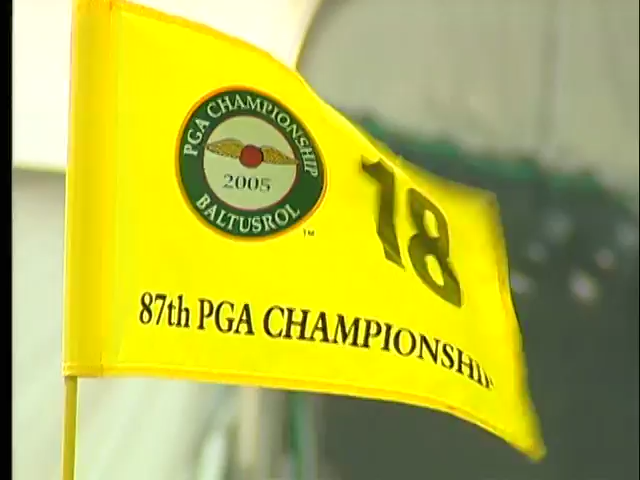 PGA CHAMPIONSHIP
2005
BALTUSROL
TM
18
87th PGA CHAMPIONSHIP